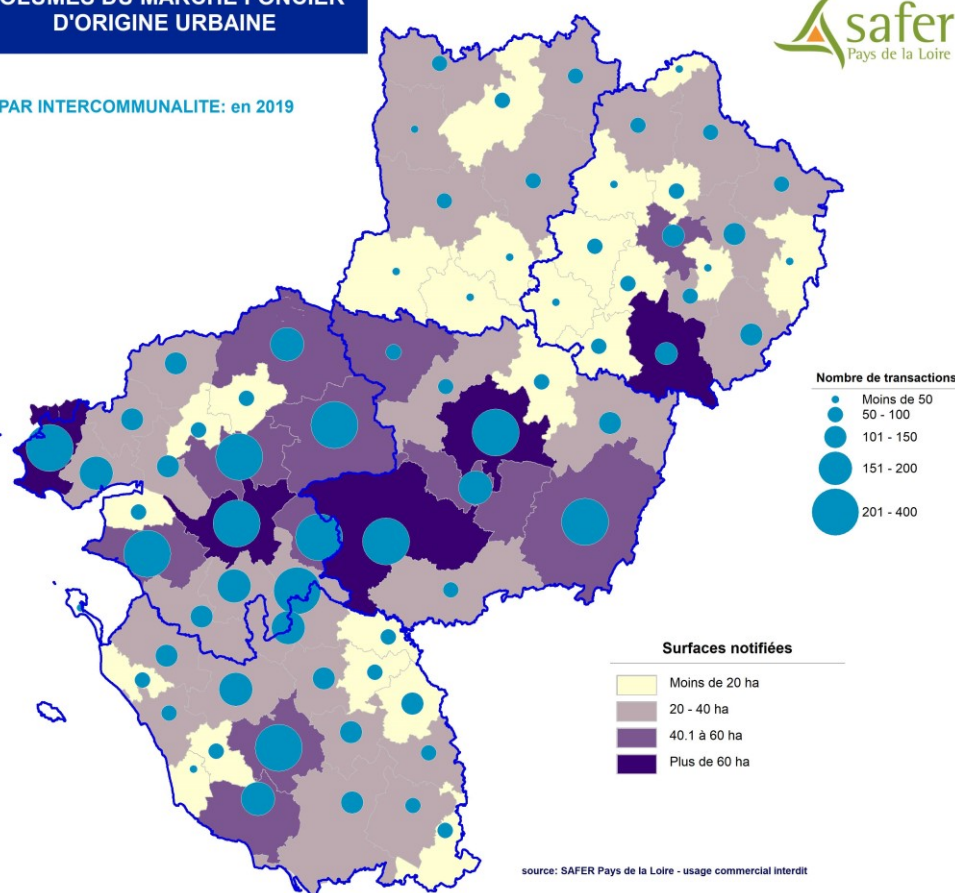 D'ORIGINE URBAINE
safer
Pays de la Loire
PAR INTERCOMMUNALITE: en 2019
Nombre de transactions
Moins de 50
50 - 100
101 - 150
151 - 200
201 - 400
Surfaces notifiées
Moins de 20 ha
20 - 40 ha
40.1 à 60 ha
Plus de 60 ha
source: SAFER Pays de la Loire - usage commercial interdit